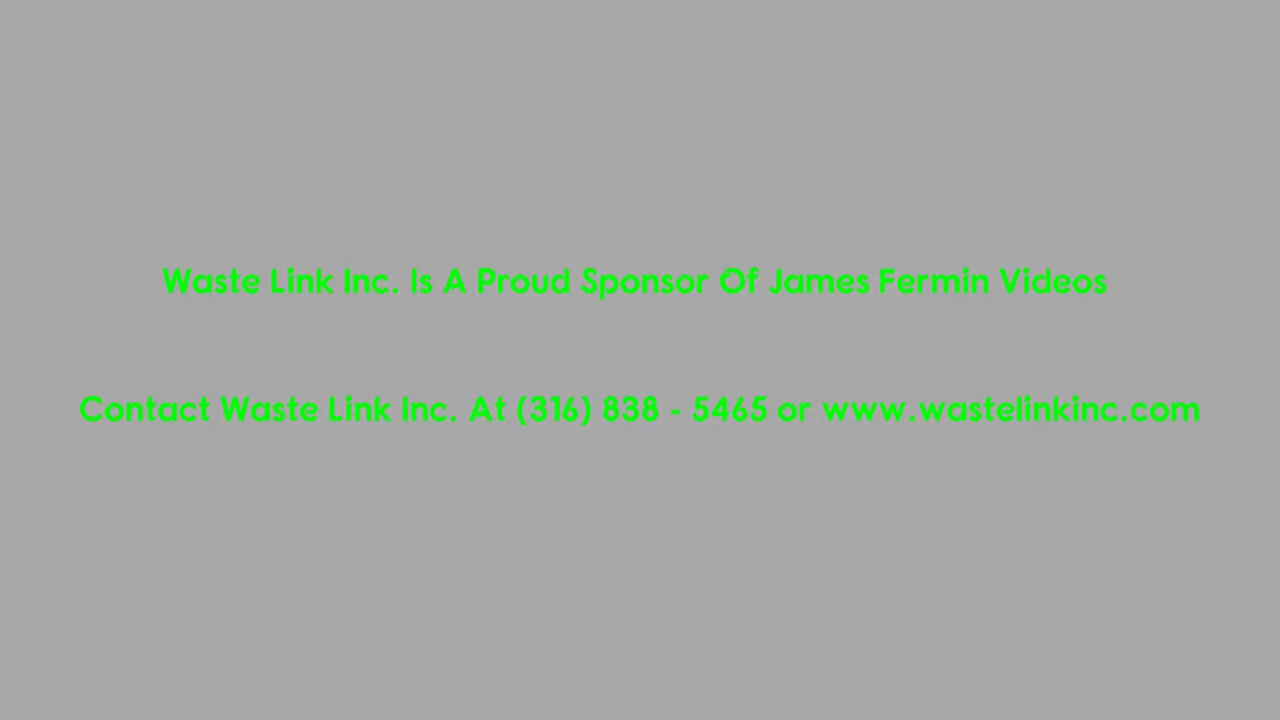 Waste Link Inc. Is A Proud Sponsor Of James Fermin Videos
Contact Waste Link Inc. At (316) 838 - 5465 or www.wastelinkinc.com